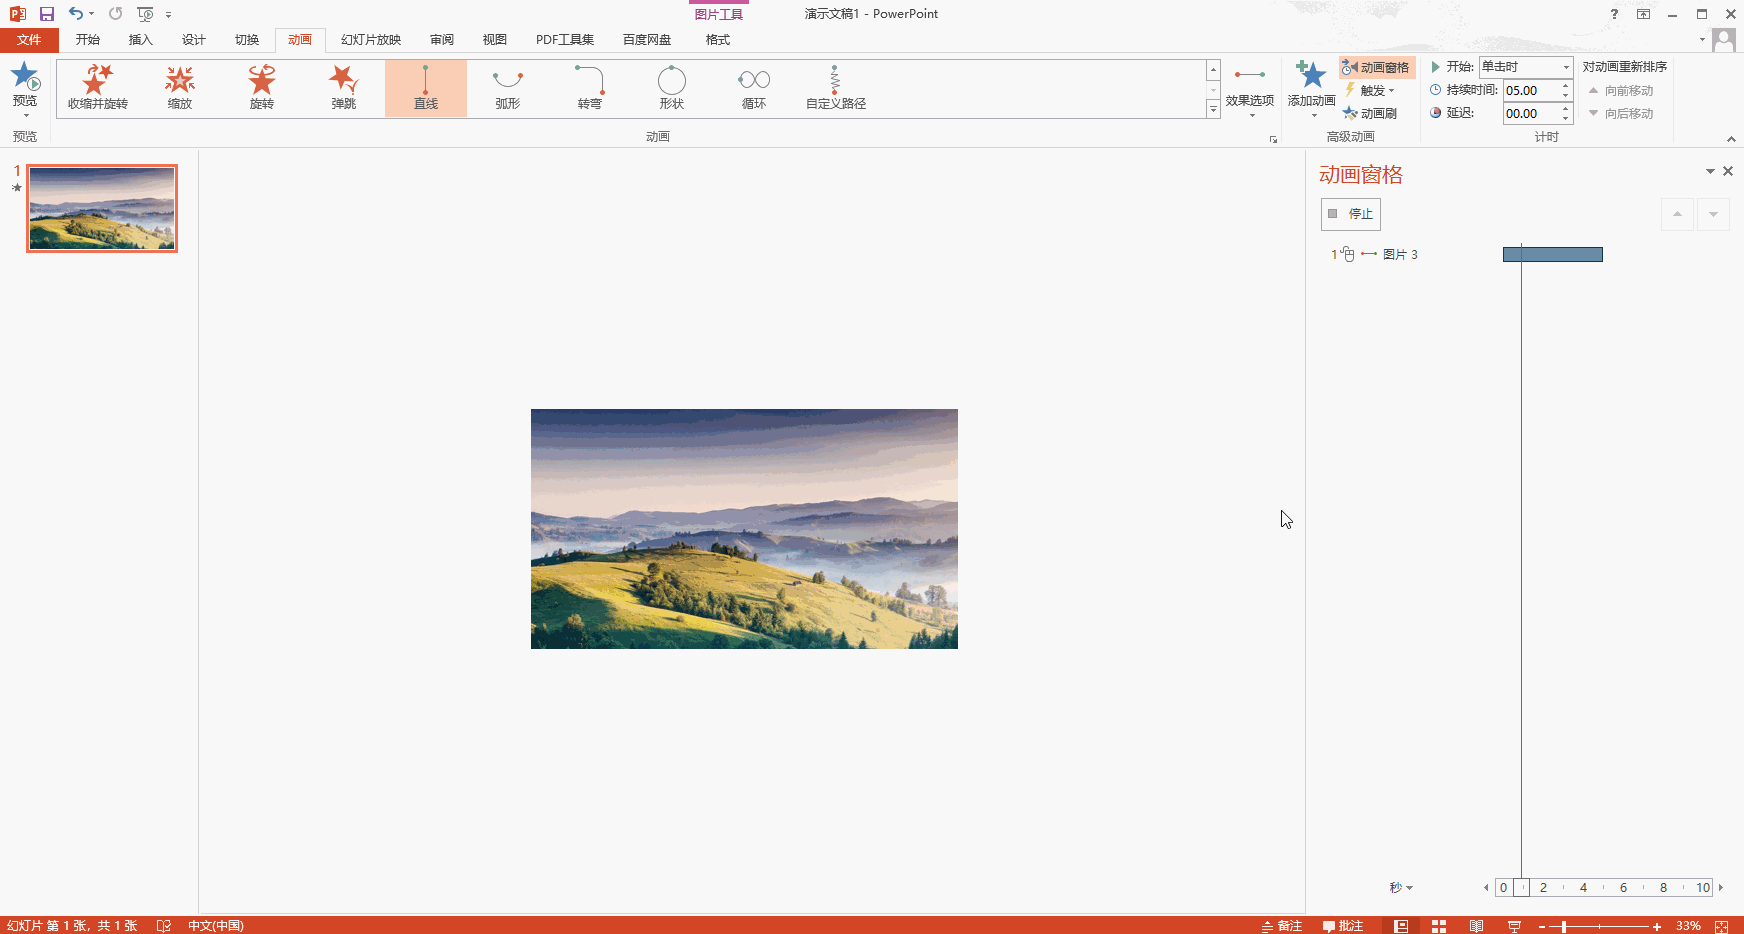 图片工具
演示文稿1 - PowerPoint
?
文件 开始 插入 设计 切换 动画 幻灯片放映 审阅 视图 PDF工具集 百度网盘 格式
预览
收缩并旋转 缩放 旋转 弹跳 直线 弧形 转弯 形状 循环 自定义路径
效果选项
添加动画
动画窗格
触发
动画刷
开始: 单击时
持续时间: 05.00
延迟: 00.00
对动画重新排序
向前移动
向后移动
预览 动画 高级动画 计时
1
动画窗格
停止
1 图片 3
秒 0 2 4 6 8 10
幻灯片 第 1 张，共 1 张 中文(中国) 备注 批注 33%